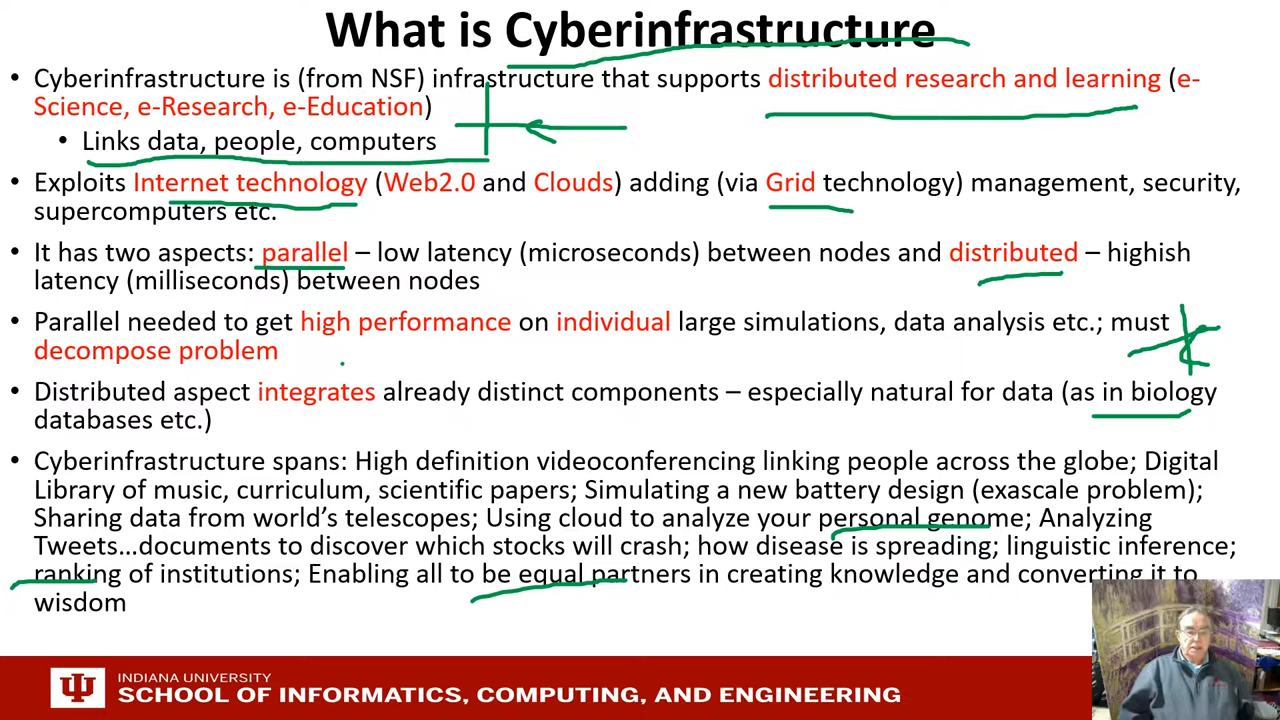 What is Cyberinfrastructure
• Cyberinfrastructure is (from NSF) infrastructure that supports distributed research and learning (e-
Science, e-Research, e-Education)
• Links data, people, computers
• Exploits Internet technology (Web2.0 and Clouds) adding (via Grid technology) management, security,
supercomputers etc.
• It has two aspects: parallel – low latency (microseconds) between nodes and distributed – highish
latency (milliseconds) between nodes
• Parallel needed to get high performance on individual large simulations, data analysis etc.; must
decompose problem
• Distributed aspect integrates already distinct components – especially natural for data (as in biology
databases etc.)
• Cyberinfrastructure spans: High definition videoconferencing linking people across the globe; Digital
Library of music, curriculum, scientific papers; Simulating a new battery design (exascale problem);
Sharing data from world’s telescopes; Using cloud to analyze your personal genome; Analyzing
Tweets…documents to discover which stocks will crash; how disease is spreading; linguistic inference;
ranking of institutions; Enabling all to be equal partners in creating knowledge and converting it to
wisdom
INDIANA UNIVERSITY
SCHOOL OF INFORMATICS, COMPUTING, AND ENGINEERING